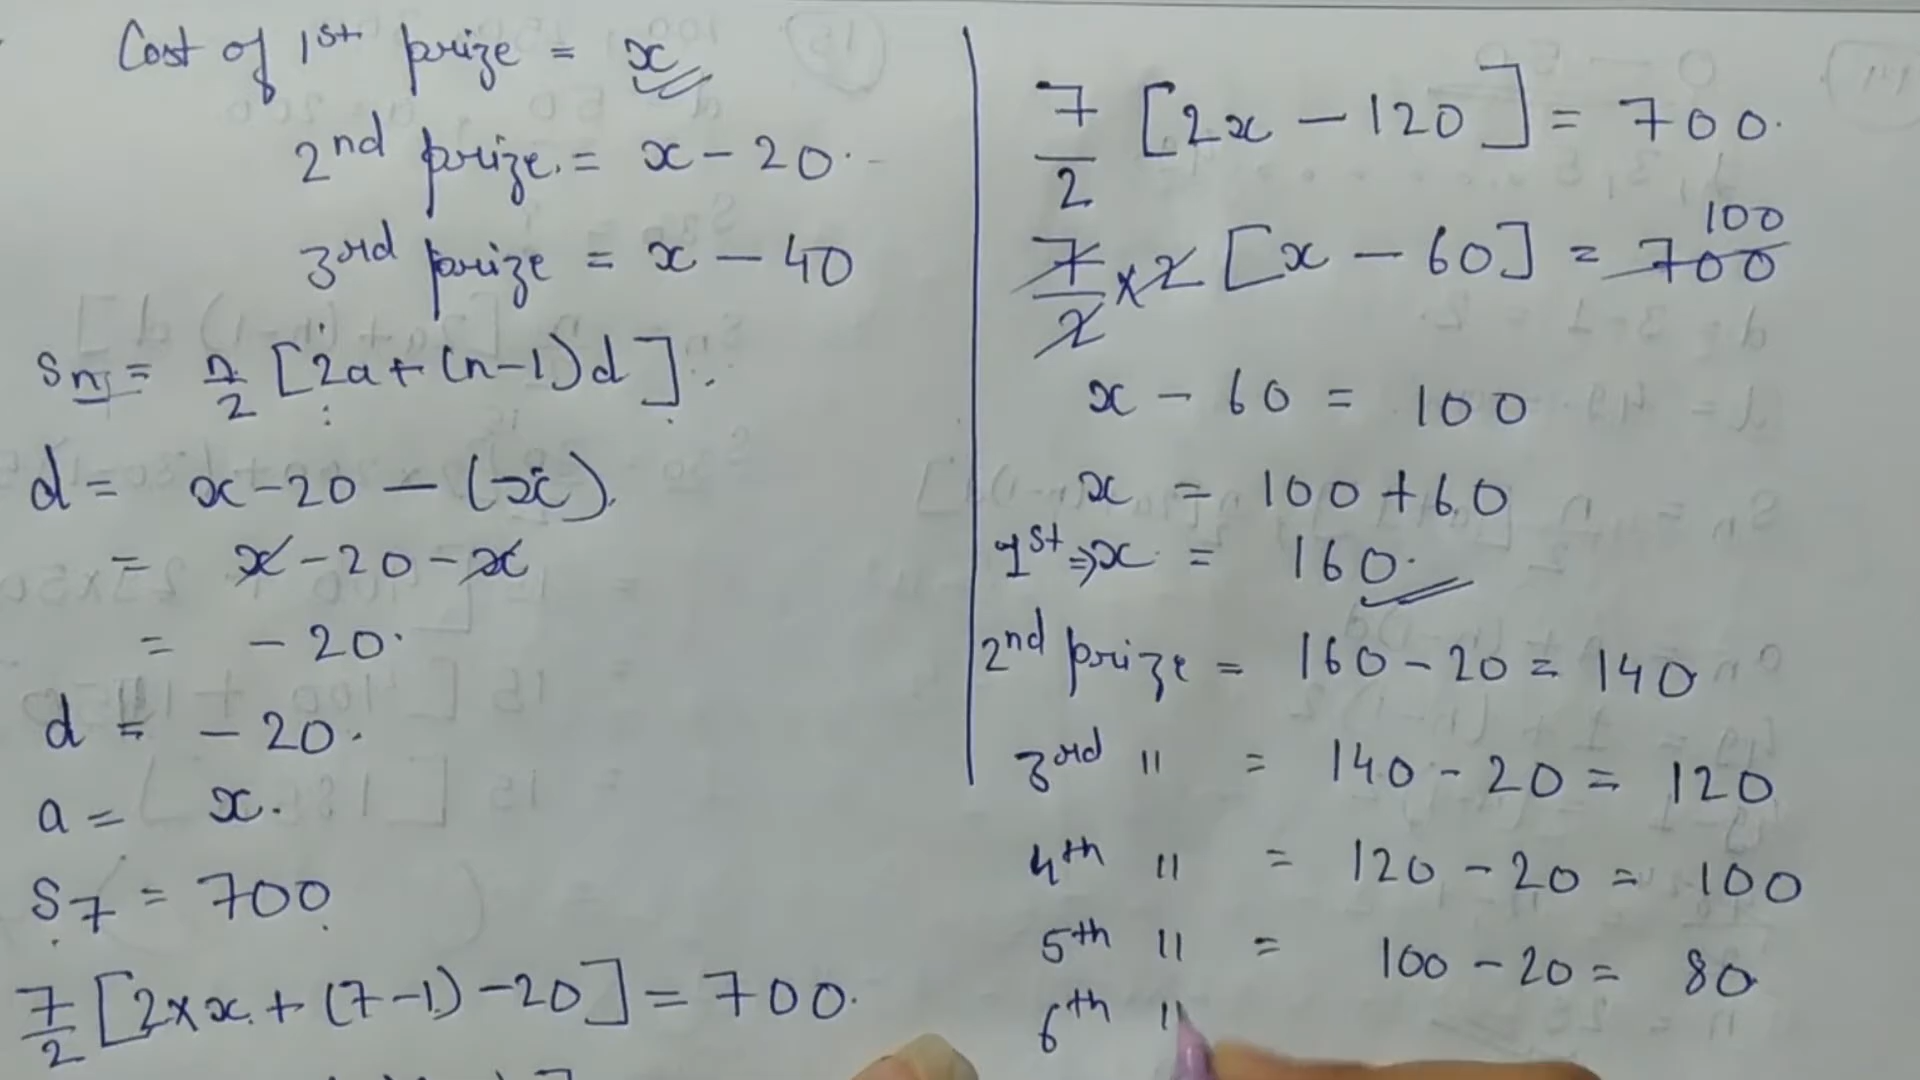 Cost of 1st prize = x
2nd prize = x - 20.
3rd prize = x - 40
Sn = n/2 [2a + (n-1)d].
d = x-20 - (x).
= x - 20 - x
= - 20.
d = - 20.
a = x.
S7 = 700
7/2 [2×x + (7-1) -20] = 700.
7/2 [2x - 120] = 700.
7/2 × 2 [x - 60] = 700 100
x - 60 = 100
x = 100 + 60
1st ⇒ x = 160.
2nd prize = 160 - 20 = 140
3rd " = 140 - 20 = 120
4th " = 120 - 20 = 100
5th " = 100 - 20 = 80
6th "